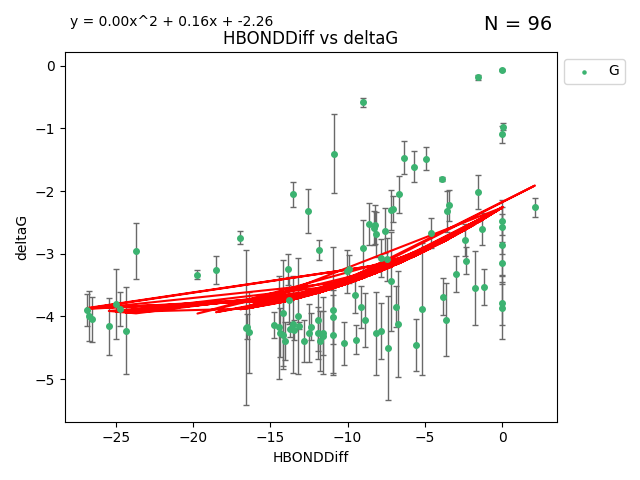 y = 0.00x^2 + 0.16x + -2.26
N = 96
HBONDDiff vs deltaG
G
0
−1
−2
−3
−4
−5
deltaG
−25
−20
−15
−10
−5
0
HBONDDiff